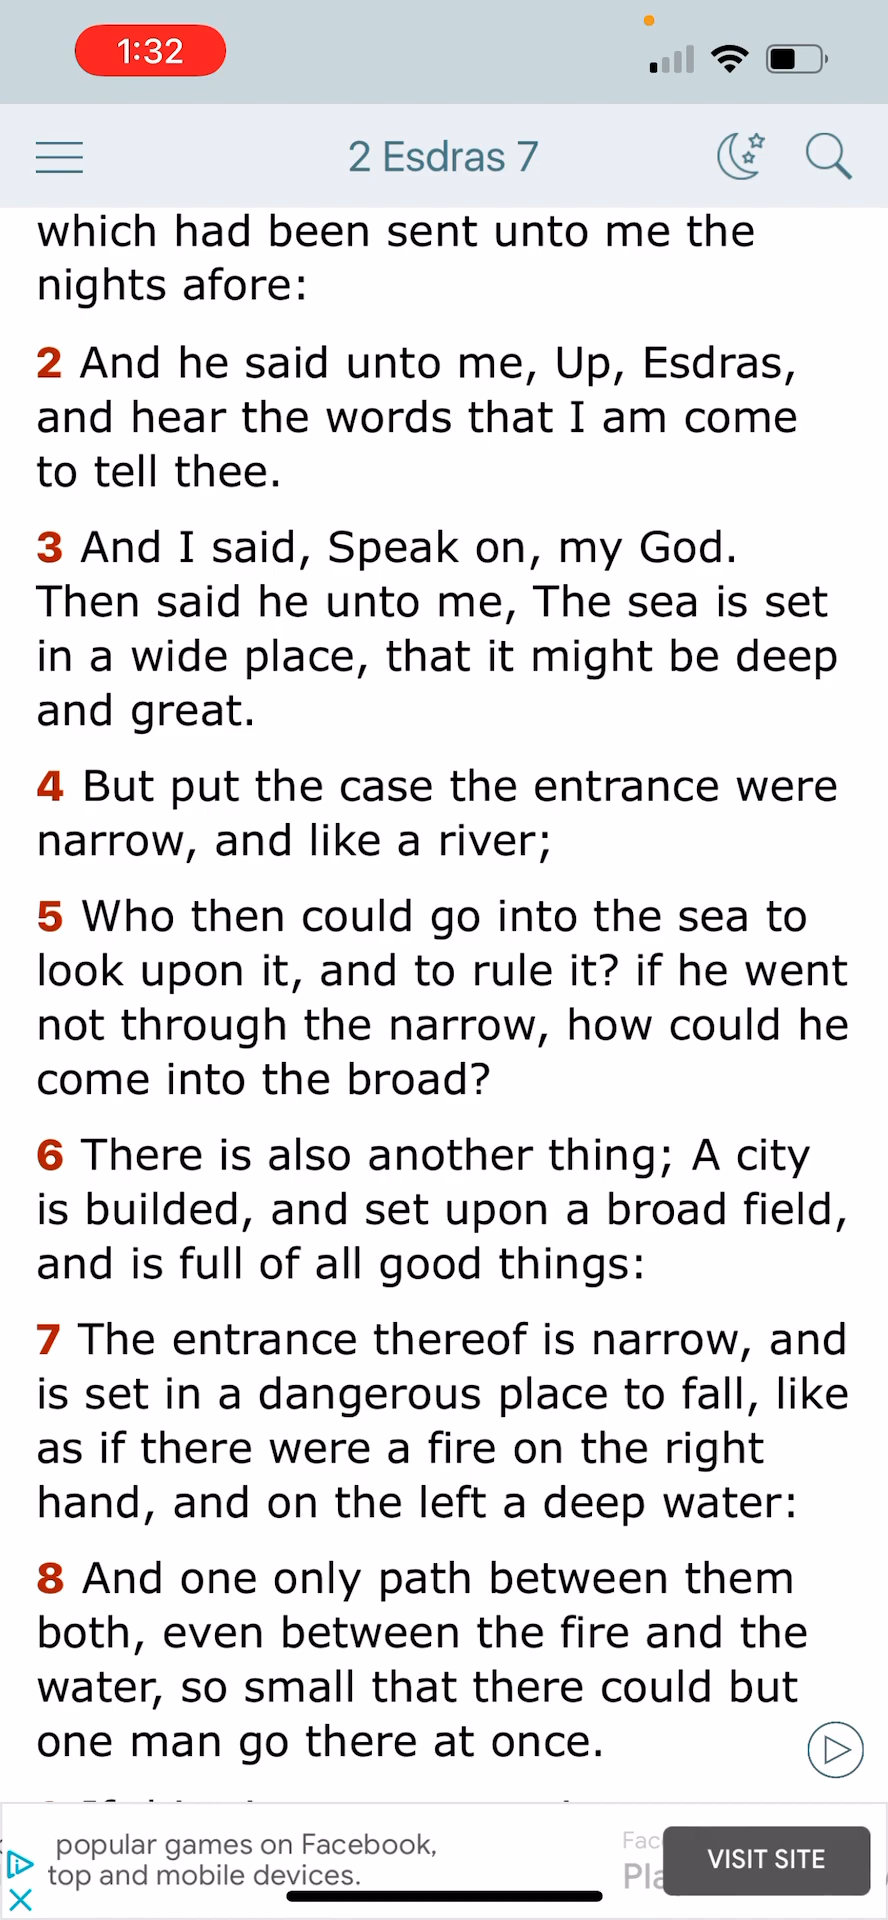 1:32
2 Esdras 7
which had been sent unto me the
nights afore:
2 And he said unto me, Up, Esdras,
and hear the words that I am come
to tell thee.
3 And I said, Speak on, my God.
Then said he unto me, The sea is set
in a wide place, that it might be deep
and great.
4 But put the case the entrance were
narrow, and like a river;
5 Who then could go into the sea to
look upon it, and to rule it? if he went
not through the narrow, how could he
come into the broad?
6 There is also another thing; A city
is builded, and set upon a broad field,
and is full of all good things:
7 The entrance thereof is narrow, and
is set in a dangerous place to fall, like
as if there were a fire on the right
hand, and on the left a deep water:
8 And one only path between them
both, even between the fire and the
water, so small that there could but
one man go there at once.
popular games on Facebook,
top and mobile devices.
VISIT SITE